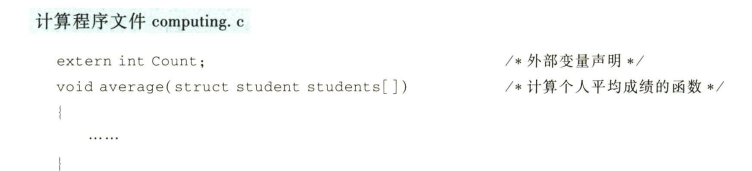 计算程序文件 computing.c
extern int Count; /*外部变量声明*/
void average(struct student students[]) /*计算个人平均成绩的函数*/
{
……
}